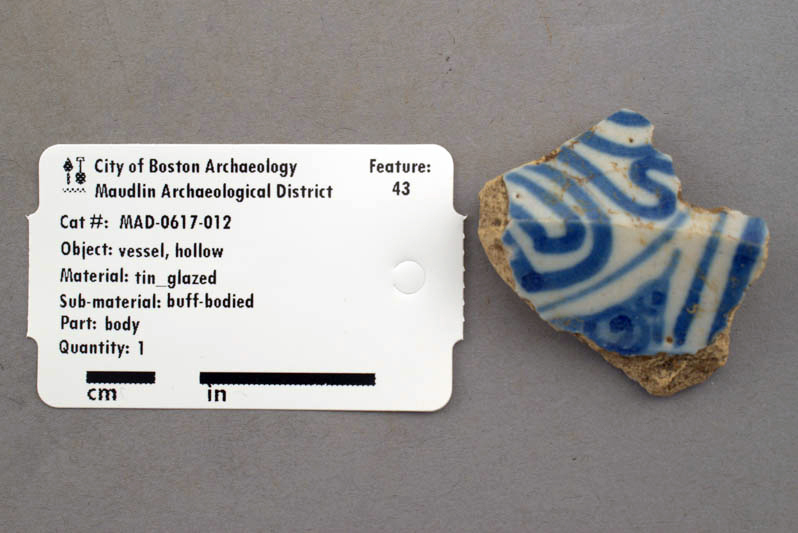 City of Boston Archaeology
Maudlin Archaeological District
Feature:
43
Cat #: MAD-0617-012
Object: vessel, hollow
Material: tin_glazed
Sub-material: buff-bodied
Part: body
Quantity: 1
cm in